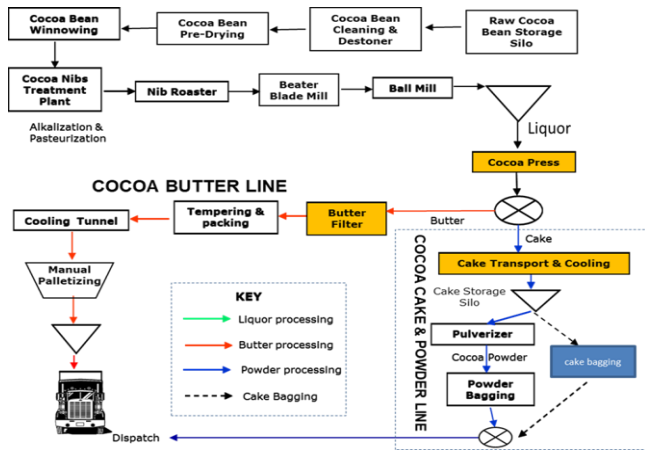 Cocoa Bean
Winnowing
Cocoa Bean
Pre-Drying
Cocoa Bean
Cleaning &
Destoner
Raw Cocoa
Bean Storage
Silo
Cocoa Nibs
Treatment
Plant
Nib Roaster
Beater
Blade Mill
Ball Mill
Alkalization &
Pasteurization
Liquor
Cocoa Press
COCOA BUTTER LINE
Cooling Tunnel
Tempering &
packing
Butter
Filter
Butter
Cake
COCOA CAKE & POWDER LINE
Cake Transport & Cooling
Manual
Palletizing
Cake Storage
Silo
KEY
Liquor processing
Butter processing
Powder processing
Cake Bagging
Pulverizer
Cocoa Powder
cake bagging
Powder
Bagging
Dispatch